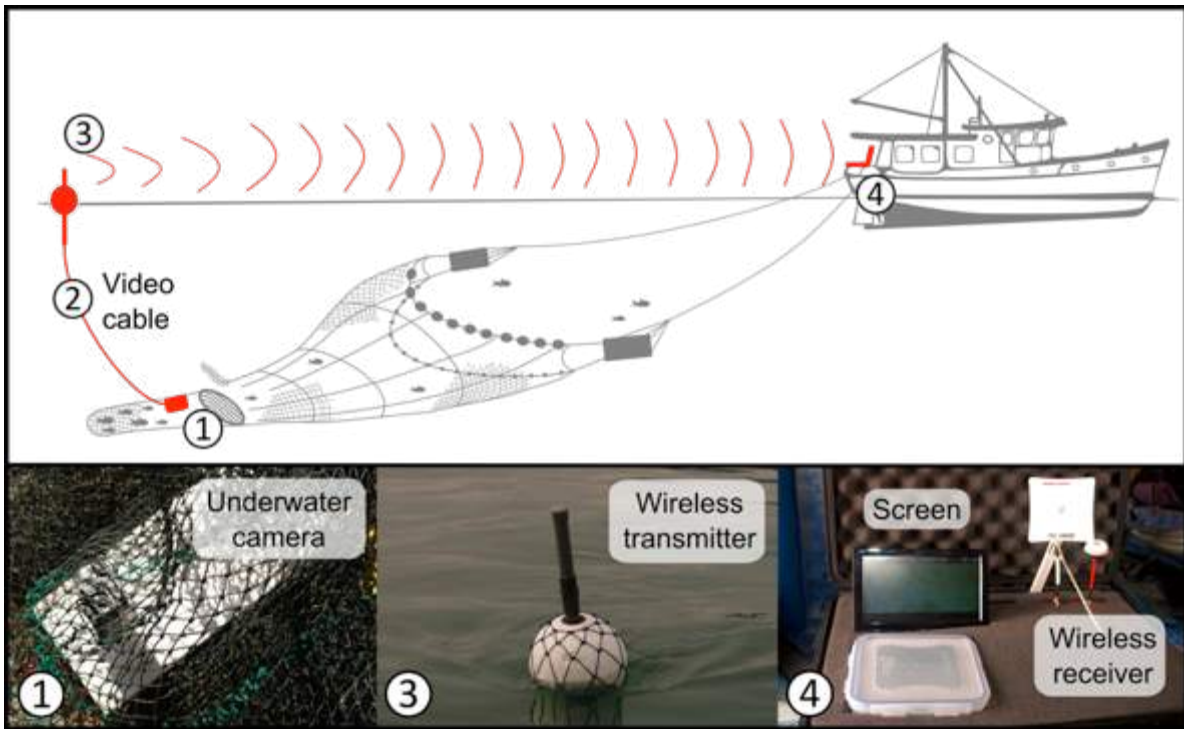 3
4
2
Video
cable
1
Underwater
camera
1
Wireless
transmitter
3
Screen
Wireless
receiver
4